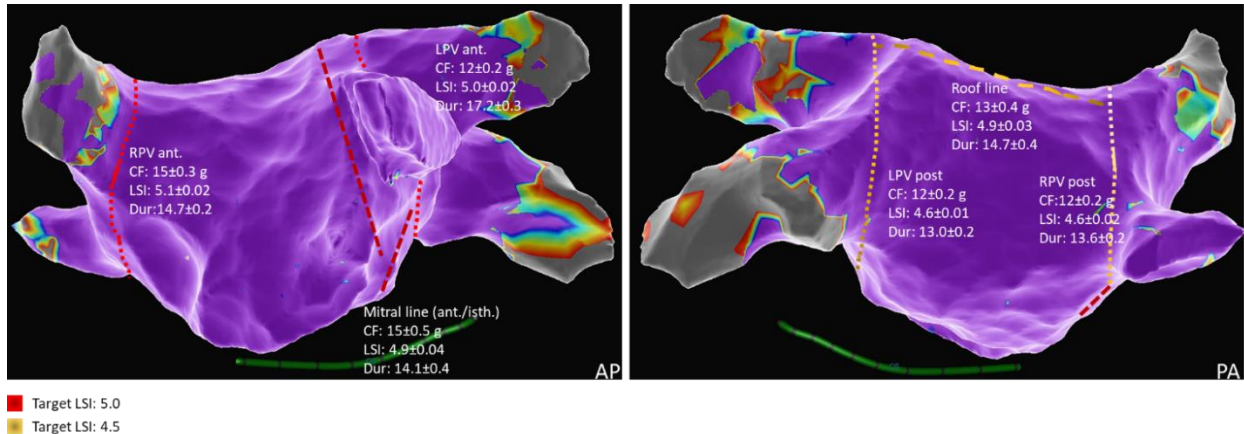 LPV ant.
CF: 12±0.2 g
LSI: 5.0±0.02
Dur: 17.2±0.3
RPV ant.
CF: 15±0.3 g
LSI: 5.1±0.02
Dur:14.7±0.2
Mitral line (ant./isth.)
CF: 15±0.5 g
LSI: 4.9±0.04
Dur: 14.1±0.4
AP
Roof line
CF: 13±0.4 g
LSI: 4.9±0.03
Dur: 14.7±0.4
LPV post
CF: 12±0.2 g
LSI: 4.6±0.01
Dur: 13.0±0.2
RPV post
CF:12±0.2 g
LSI: 4.6±0.02
Dur: 13.6±0.2
PA
Target LSI: 5.0
Target LSI: 4.5